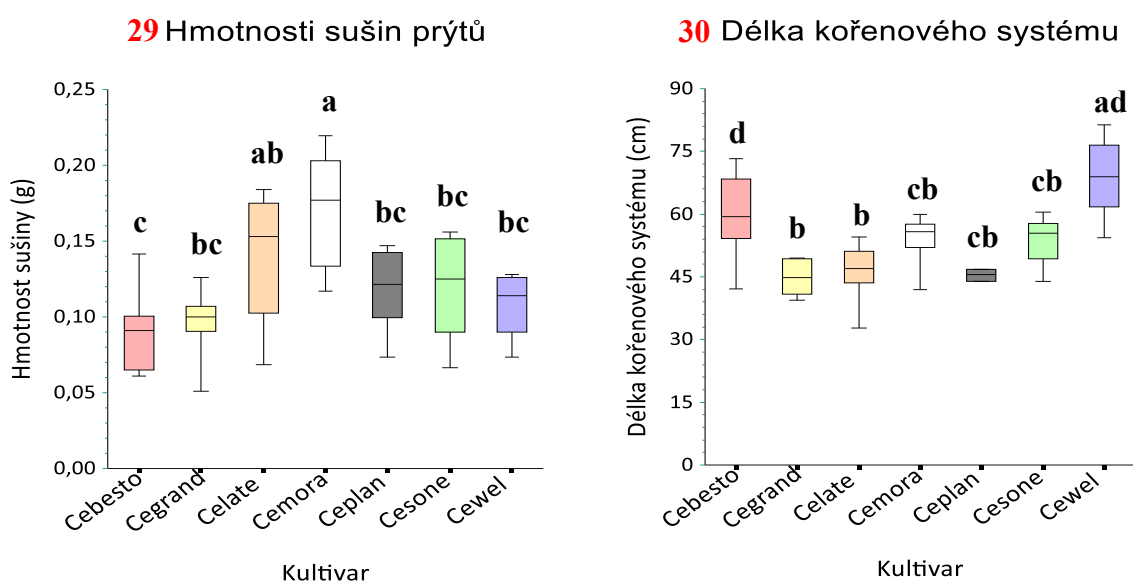 29 Hmotnosti sušin prýtů
Hmotnost sušiny (g)
0,25
0,20
0,15
0,10
0,05
0,00
c
bc
ab
a
bc
bc
bc
Cebesto
Cegrand
Celate
Cemora
Ceplan
Cesone
Cewel
Kultivar
30 Délka kořenového systému
Délka kořenového systému (cm)
90
75
60
45
30
15
0
d
b
b
cb
cb
cb
ad
Cebesto
Cegrand
Celate
Cemora
Ceplan
Cesone
Cewel
Kultivar